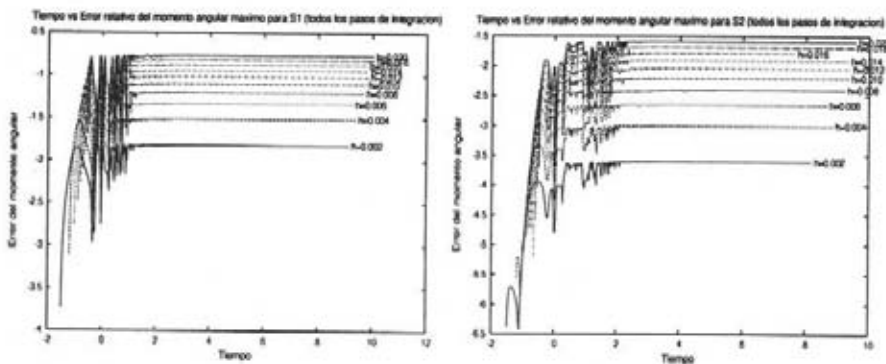 Tiempo vs Error relativo del momento angular maximo para S1 (todos los pasos de integracion)
Error del momento angular
-0.5
-1
-1.5
-2
-2.5
-3
-3.5
-4
h=0.006
h=0.005
h=0.004
h=0.002
-2 0 2 4 6 8 10 12
Tiempo
Tiempo vs Error relativo del momento angular maximo para S2 (todos los pasos de integracion)
Error del momento angular
-1.5
-2
-2.5
-3
-3.5
-4
-4.5
-5
-5.5
-6
-6.5
h=0.016
h=0.014
h=0.012
h=0.010
h=0.008
h=0.006
h=0.004
h=0.002
-2 0 2 4 6 8 10
Tiempo